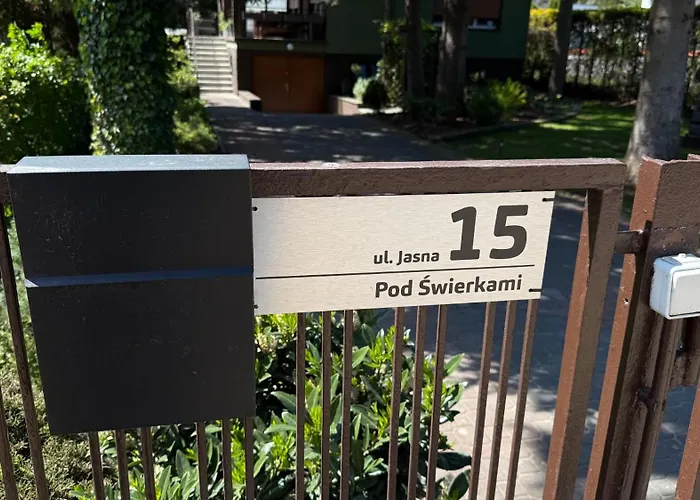 ul. Jasna 15
Pod Świerkami